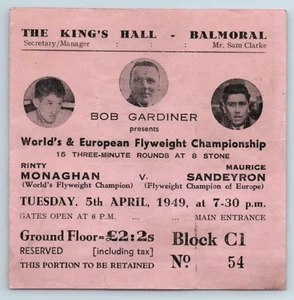 THE KING'S HALL - BALMORAL
Secretary/Manager : : : Mr. Sam Clarke
BOB GARDINER
presents
World's & European Flyweight Championship
15 THREE-MINUTE ROUNDS AT 8 STONE
RINTY MAURICE
MONAGHAN V. SANDEYRON
(World's Flyweight Champion) (Flyweight Champion of Europe)
TUESDAY, 5th APRIL, 1949, at 7-30 p.m.
GATES OPEN AT 6 P.M. MAIN ENTRANCE
Ground Floor=£2:2s Block C1
RESERVED [including tax] No. 54
THIS PORTION TO BE RETAINED